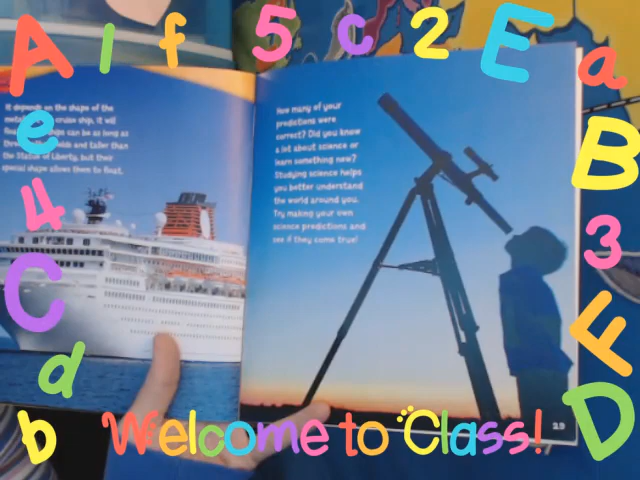 A 1 f 5 c 2 E a
It depends on the shape of the
cruise ship, it will
ships can be as long as
and taller than
the Statue of Liberty, but their
special shape allows them to float.
How many of your
predictions were
correct? Did you know
a lot about science or
learn something new?
Studying science helps
you better understand
the world around you.
Try making your own
science predictions and
see if they come true!
e
4
C
d
b
B
3
F
D
29
Welcome to Class!